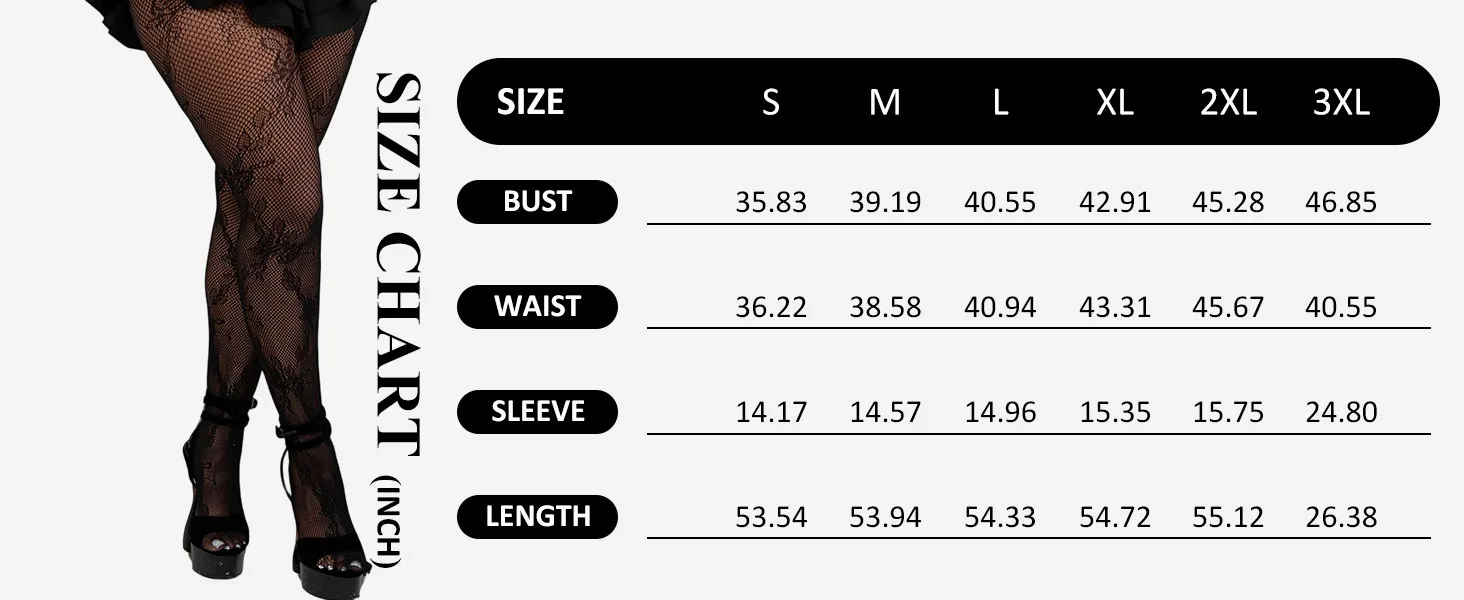 SIZE CHART (INCH)
SIZE S M L XL 2XL 3XL
BUST 35.83 39.19 40.55 42.91 45.28 46.85
WAIST 36.22 38.58 40.94 43.31 45.67 40.55
SLEEVE 14.17 14.57 14.96 15.35 15.75 24.80
LENGTH 53.54 53.94 54.33 54.72 55.12 26.38